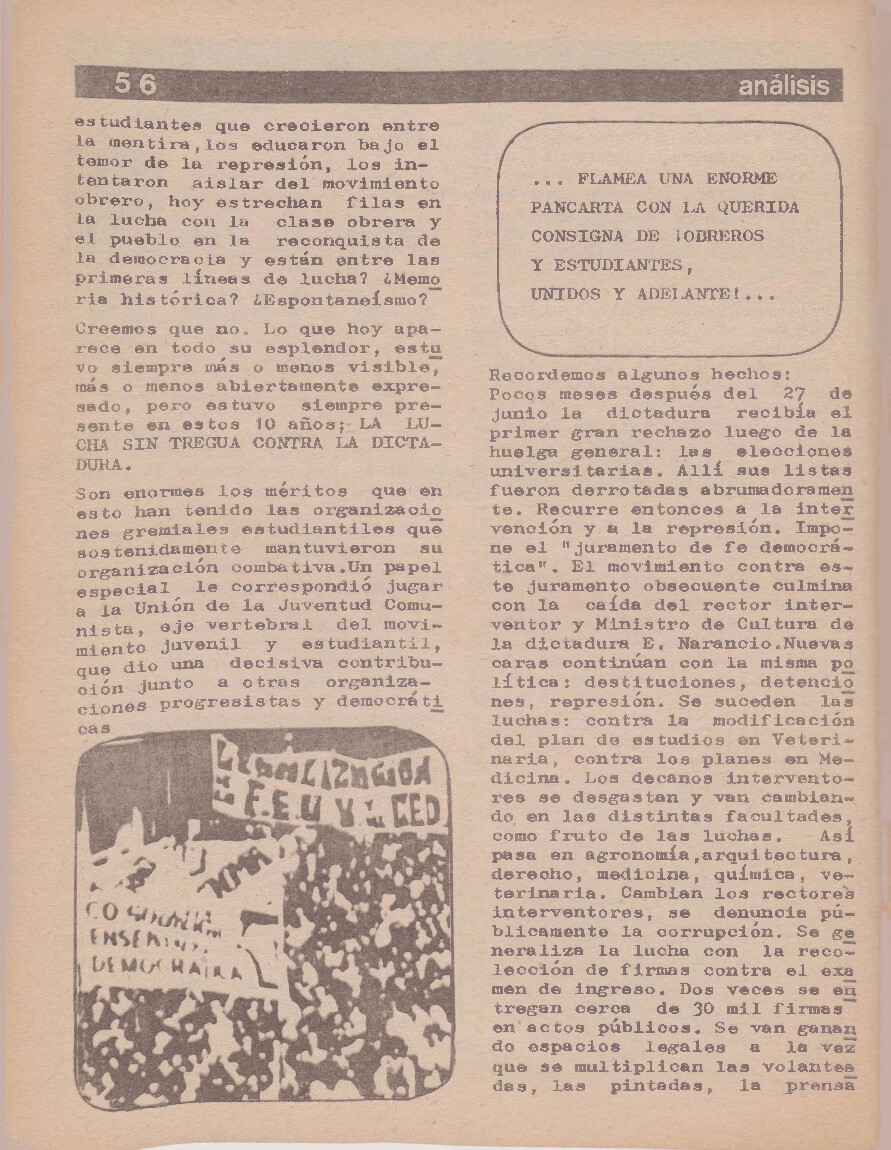 56 análisis
estudiantes que crecieron entre
la mentira,los educaron bajo el
temor de la represión, los in-
tentaron aislar del movimiento
obrero, hoy estrechan filas en
la lucha con la clase obrera y
el pueblo en la reconquista de
la democracia y están entre las
primeras líneas de lucha? ¿Memo
ria histórica? ¿Espontaneísmo?
Creemos que no. Lo que hoy apa-
rece en todo su esplendor, estu
vo siempre más o menos visible,
más o menos abiertamente expre-
sado, pero estuvo siempre pre-
sente en estos 10 años; LA LU-
CHA SIN TREGUA CONTRA LA DICTA-
DURA.
Son enormes los méritos que en
esto han tenido las organizacio
nes gremiales estudiantiles que
sostenidamente mantuvieron su
organización combativa.Un papel
especial le correspondió jugar
a la Unión de la Juventud Comu-
nista, eje vertebral del movi-
miento juvenil y estudiantil,
que dio una decisiva contribu-
ción junto a otras organiza-
ciones progresistas y democráti
cas
F.E.U
DEMOCRATICA
... FLAMEA UNA ENORME
PANCARTA CON LA QUERIDA
CONSIGNA DE ¡OBREROS
Y ESTUDIANTES,
UNIDOS Y ADELANTE!...
Recordemos algunos hechos:
Pocos meses después del 27 de
junio la dictadura recibía el
primer gran rechazo luego de la
huelga general: las elecciones
universitarias. Allí sus listas
fueron derrotadas abrumadoramen
te. Recurre entonces a la inter
vención y a la represión. Impo-
ne el "juramento de fe democrá-
tica". El movimiento contra es-
te juramento obsecuente culmina
con la caída del rector inter-
ventor y Ministro de Cultura de
la dictadura E. Narancio.Nuevas
caras continúan con la misma po
lítica: destituciones, detencio
nes, represión. Se suceden las
luchas: contra la modificación
del plan de estudios en Veteri-
naria, contra los planes en Me-
dicina. Los decanos intervento-
res se desgastan y van cambian-
do en las distintas facultades,
como fruto de las luchas. Así
pasa en agronomía,arquitectura,
derecho, medicina, química, ve-
terinaria. Cambian los rectores
interventores, se denuncia pú-
blicamente la corrupción. Se ge
neraliza la lucha con la reco-
lección de firmas contra el exa
men de ingreso. Dos veces se en
tregan cerca de 30 mil firmas
en actos públicos. Se van ganan
do espacios legales a la vez
que se multiplican las volantea
das, las pintadas, la prensa